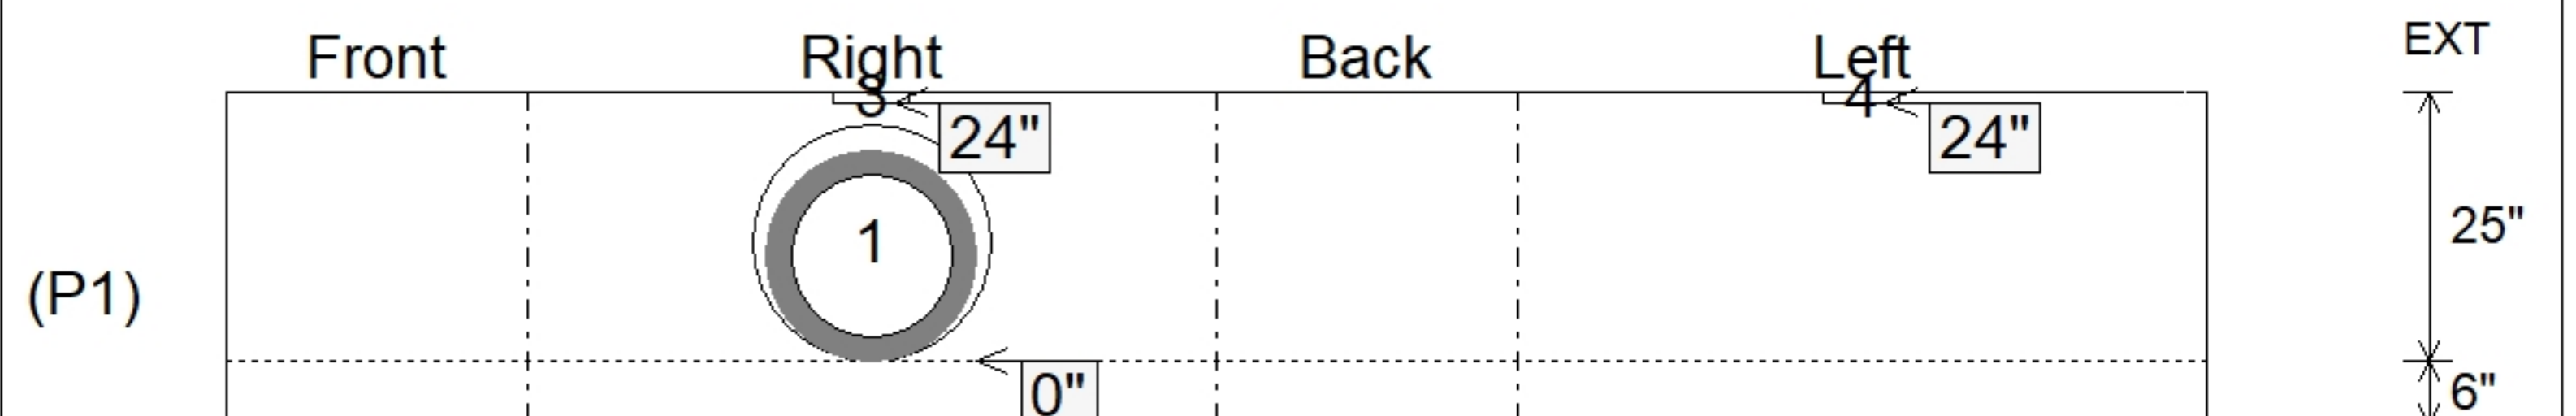 EXT
Front Right Back Left
3 4
24" 24"
1 25"
(P1)
0" 6"